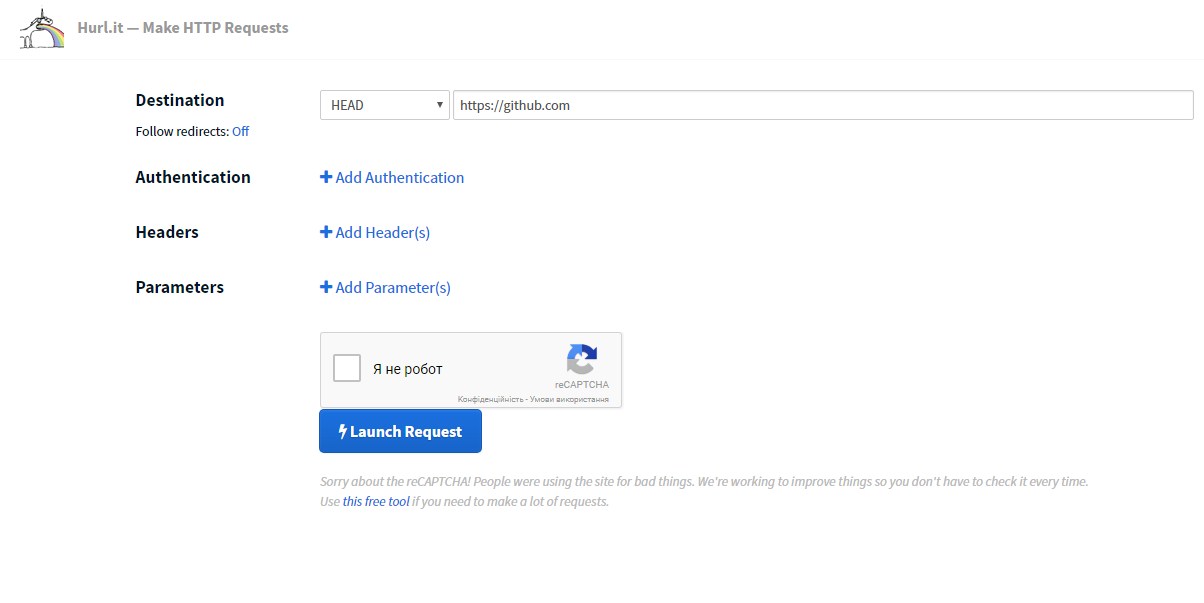 Hurl.it — Make HTTP Requests
Destination
HEAD
https://github.com
Follow redirects: Off
Authentication
Add Authentication
Headers
Add Header(s)
Parameters
Add Parameter(s)
Я не робот
reCAPTCHA
Конфіденційність - Умови використання
Launch Request
Sorry about the reCAPTCHA! People were using the site for bad things. We're working to improve things so you don't have to check it every time.
Use this free tool if you need to make a lot of requests.